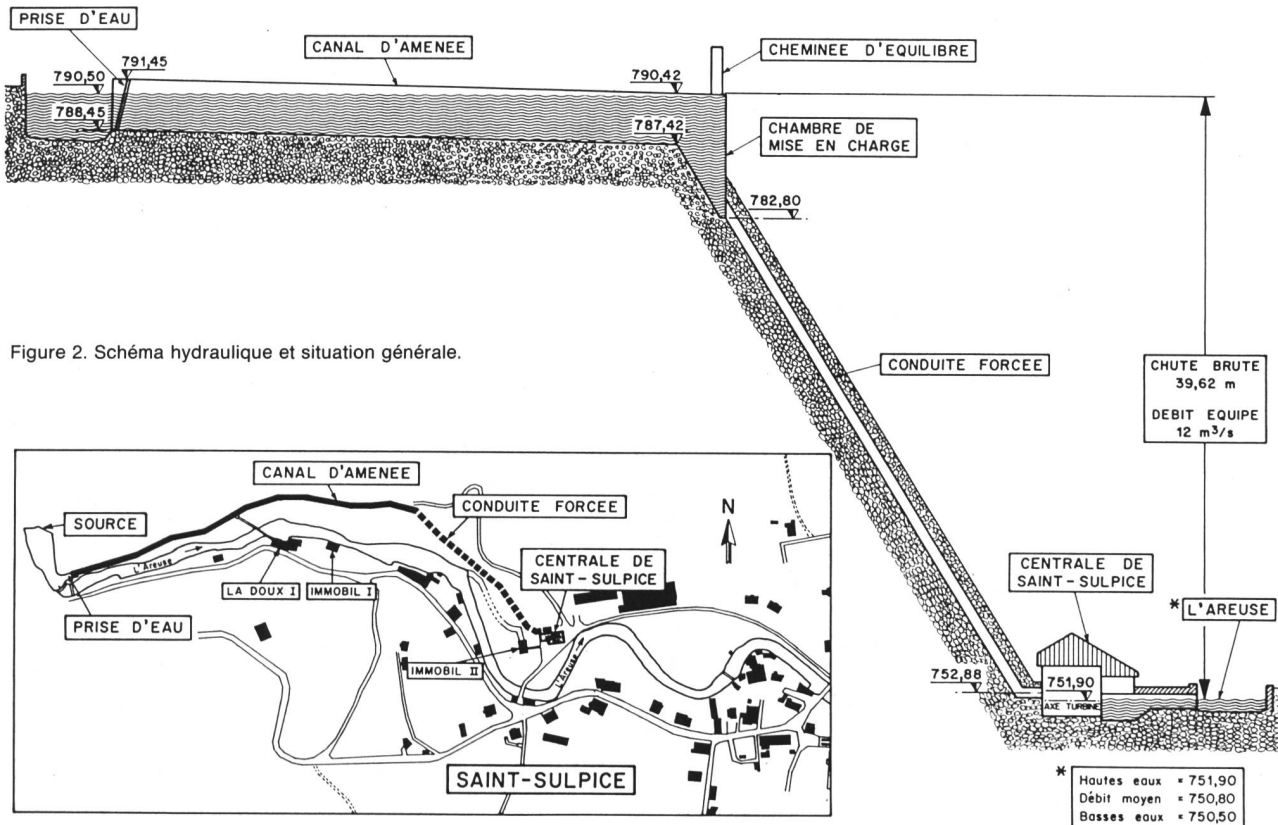 PRISE D'EAU
CANAL D'AMENEE
CHEMINEE D'EQUILIBRE
791,45
790,50
790,42
788,45
787,42
CHAMBRE DE
MISE EN CHARGE
782,80
Figure 2. Schéma hydraulique et situation générale.
CONDUITE FORCEE
CHUTE BRUTE
39,62 m
DEBIT EQUIPE
12 m³/s
CANAL D'AMENEE
CONDUITE FORCEE
SOURCE
N
L'Areuse
CENTRALE DE
SAINT-SULPICE
LA DOUX I
IMMOBIL I
PRISE D'EAU
IMMOBIL II
L'Areuse
SAINT-SULPICE
CENTRALE DE
SAINT-SULPICE
* L'AREUSE
752,88
751,90
AXE TURBINE
*
Hautes eaux = 751,90
Débit moyen = 750,80
Basses eaux = 750,50